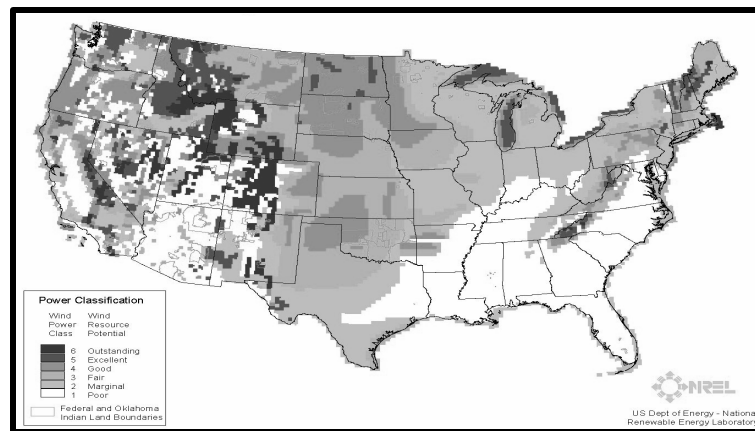 Power Classification
Wind Wind
Power Resource
Class Potential
6 Outstanding
5 Excellent
4 Good
3 Fair
2 Marginal
1 Poor
Federal and Oklahoma
Indian Land Boundaries
NREL
US Dept of Energy - National
Renewable Energy Laborator